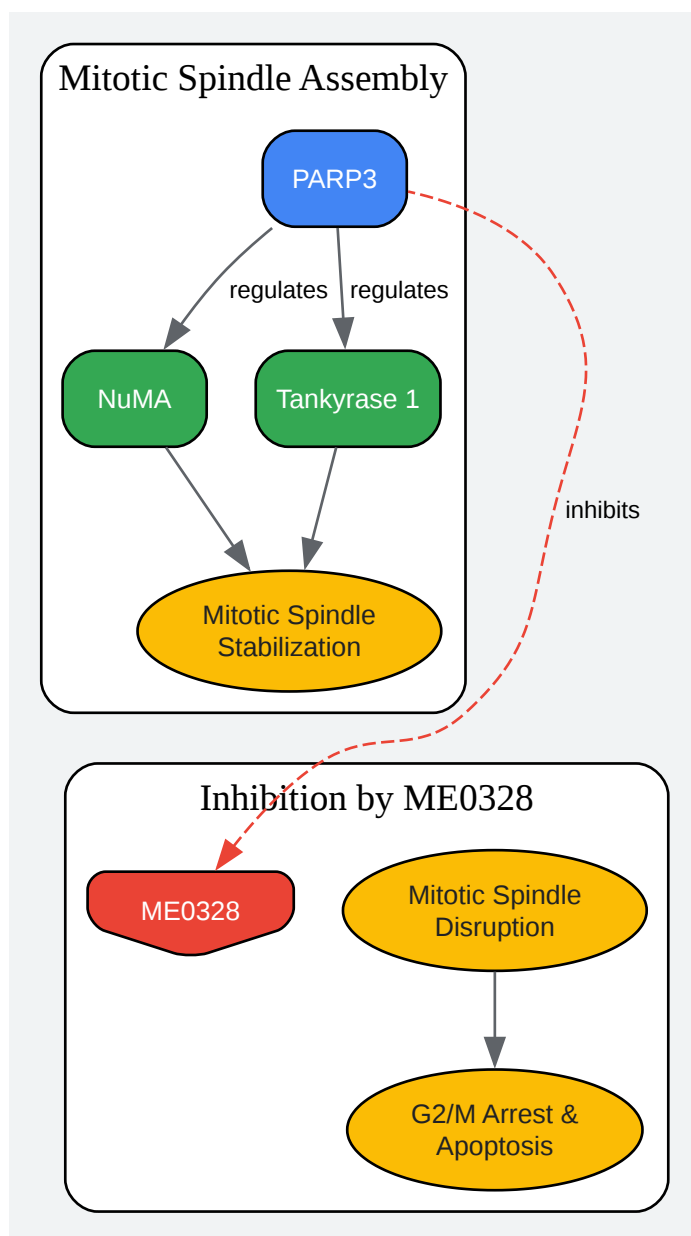 Mitotic Spindle Assembly
PARP3
regulates
regulates
NuMA
Tankyrase 1
inhibits
Mitotic Spindle
Stabilization
Inhibition by ME0328
ME0328
Mitotic Spindle
Disruption
G2/M Arrest &
Apoptosis